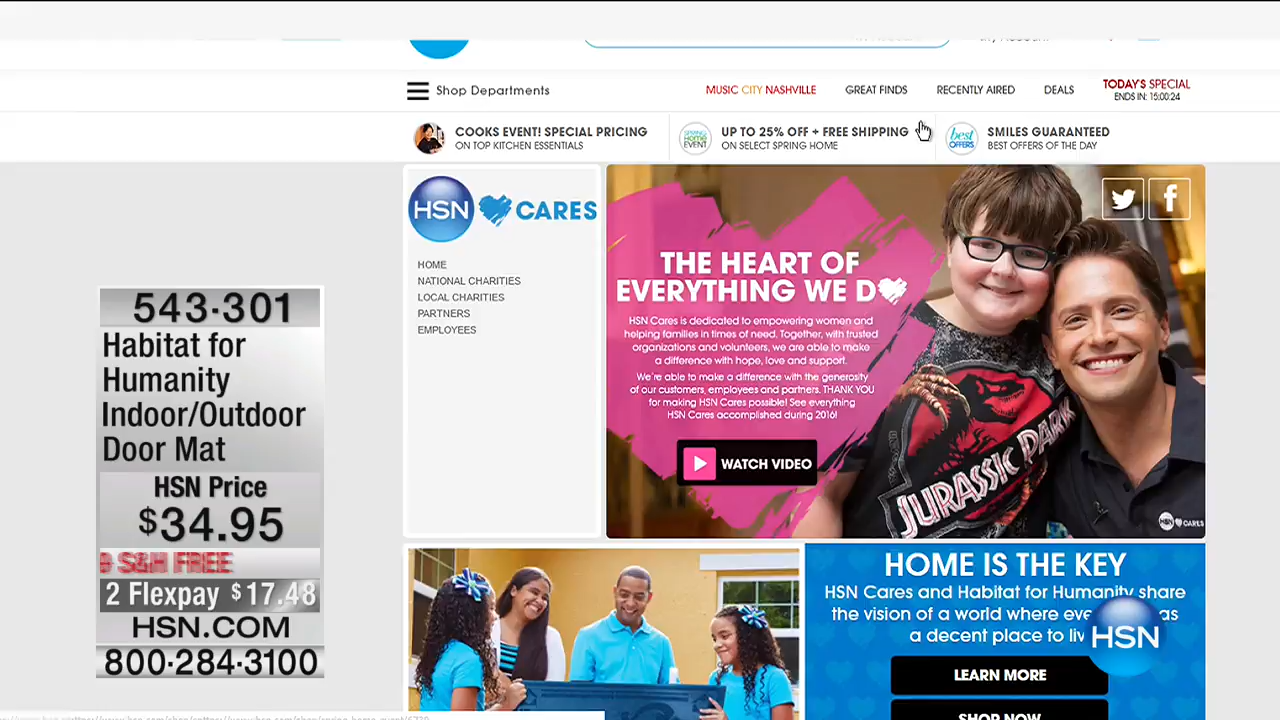 Shop Departments
MUSIC CITY NASHVILLE
GREAT FINDS
RECENTLY AIRED
DEALS
TODAY'S SPECIAL
ENDS IN: 15:00:24
COOKS EVENT! SPECIAL PRICING
ON TOP KITCHEN ESSENTIALS
SPRING
Home
EVENT
UP TO 25% OFF + FREE SHIPPING
ON SELECT SPRING HOME
best
OFFERS
SMILES GUARANTEED
BEST OFFERS OF THE DAY
HSN CARES
HOME
NATIONAL CHARITIES
LOCAL CHARITIES
PARTNERS
EMPLOYEES
THE HEART OF
EVERYTHING WE D
HSN Cares is dedicated to empowering women and
helping families in times of need. Together, with trusted
organizations and volunteers, we are able to make
a difference with hope, love and support.
We're able to make a difference with the generosity
of our customers, employees and partners. THANK YOU
for making HSN Cares possible! See everything
HSN Cares accomplished during 2016!
WATCH VIDEO
JURASSIC PARK
HSN CARES
543-301
Habitat for
Humanity
Indoor/Outdoor
Door Mat
HSN Price
$34.95
S&H FREE
2 Flexpay $17.48
HSN.COM
800-284-3100
HOME IS THE KEY
HSN Cares and Habitat for Humanity share
the vision of a world where
a decent place to
HSN
LEARN MORE
SHOP NOW